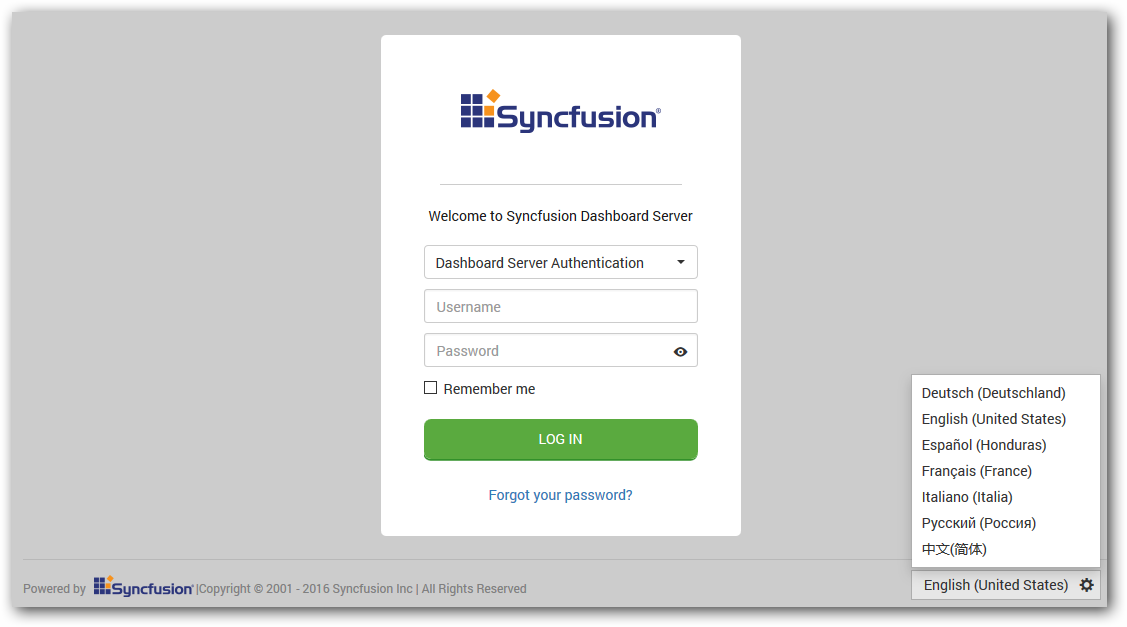 Syncfusion®
Welcome to Syncfusion Dashboard Server
Dashboard Server Authentication
Username
Password
Remember me
LOG IN
Forgot your password?
Deutsch (Deutschland)
English (United States)
Español (Honduras)
Français (France)
Italiano (Italia)
Русский (Россия)
中文(简体)
Powered by Syncfusion® |Copyright © 2001 - 2016 Syncfusion Inc | All Rights Reserved
English (United States)